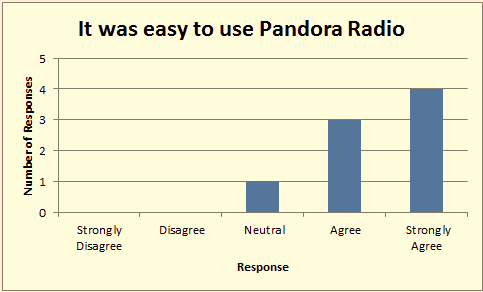 It was easy to use Pandora Radio
Number of Responses
5
4
3
2
1
0
Strongly Disagree
Disagree
Neutral
Agree
Strongly Agree
Response